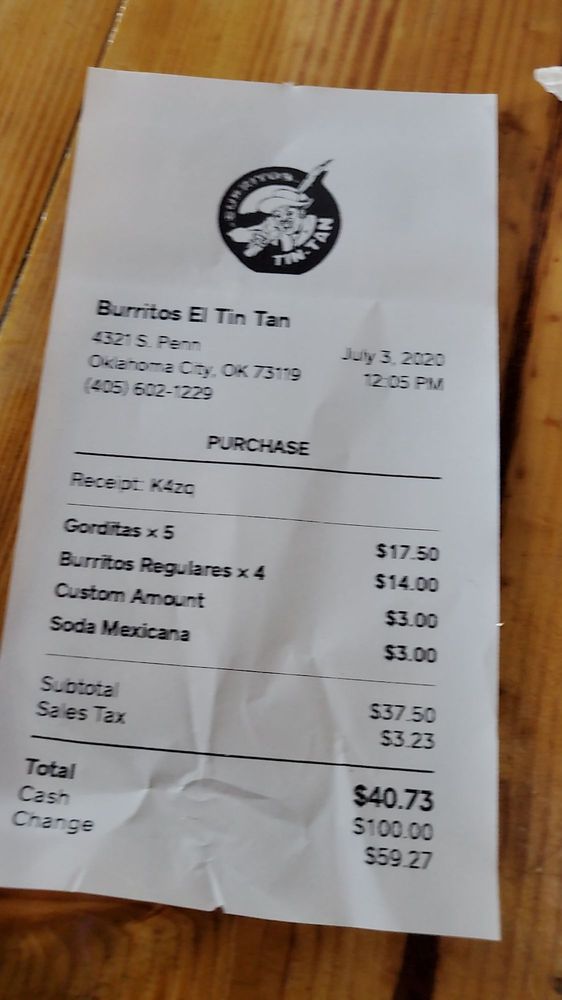 BURRITOS
TIN-TAN
Burritos El Tin Tan
4321 S. Penn
Oklahoma City, OK 73119
(405) 602-1229
July 3, 2020
12:05 PM
PURCHASE
Receipt: K4zq
Gorditas x 5 $17.50
Burritos Regulares x 4 $14.00
Custom Amount $3.00
Soda Mexicana $3.00
Subtotal $37.50
Sales Tax $3.23
Total $40.73
Cash $100.00
Change $59.27